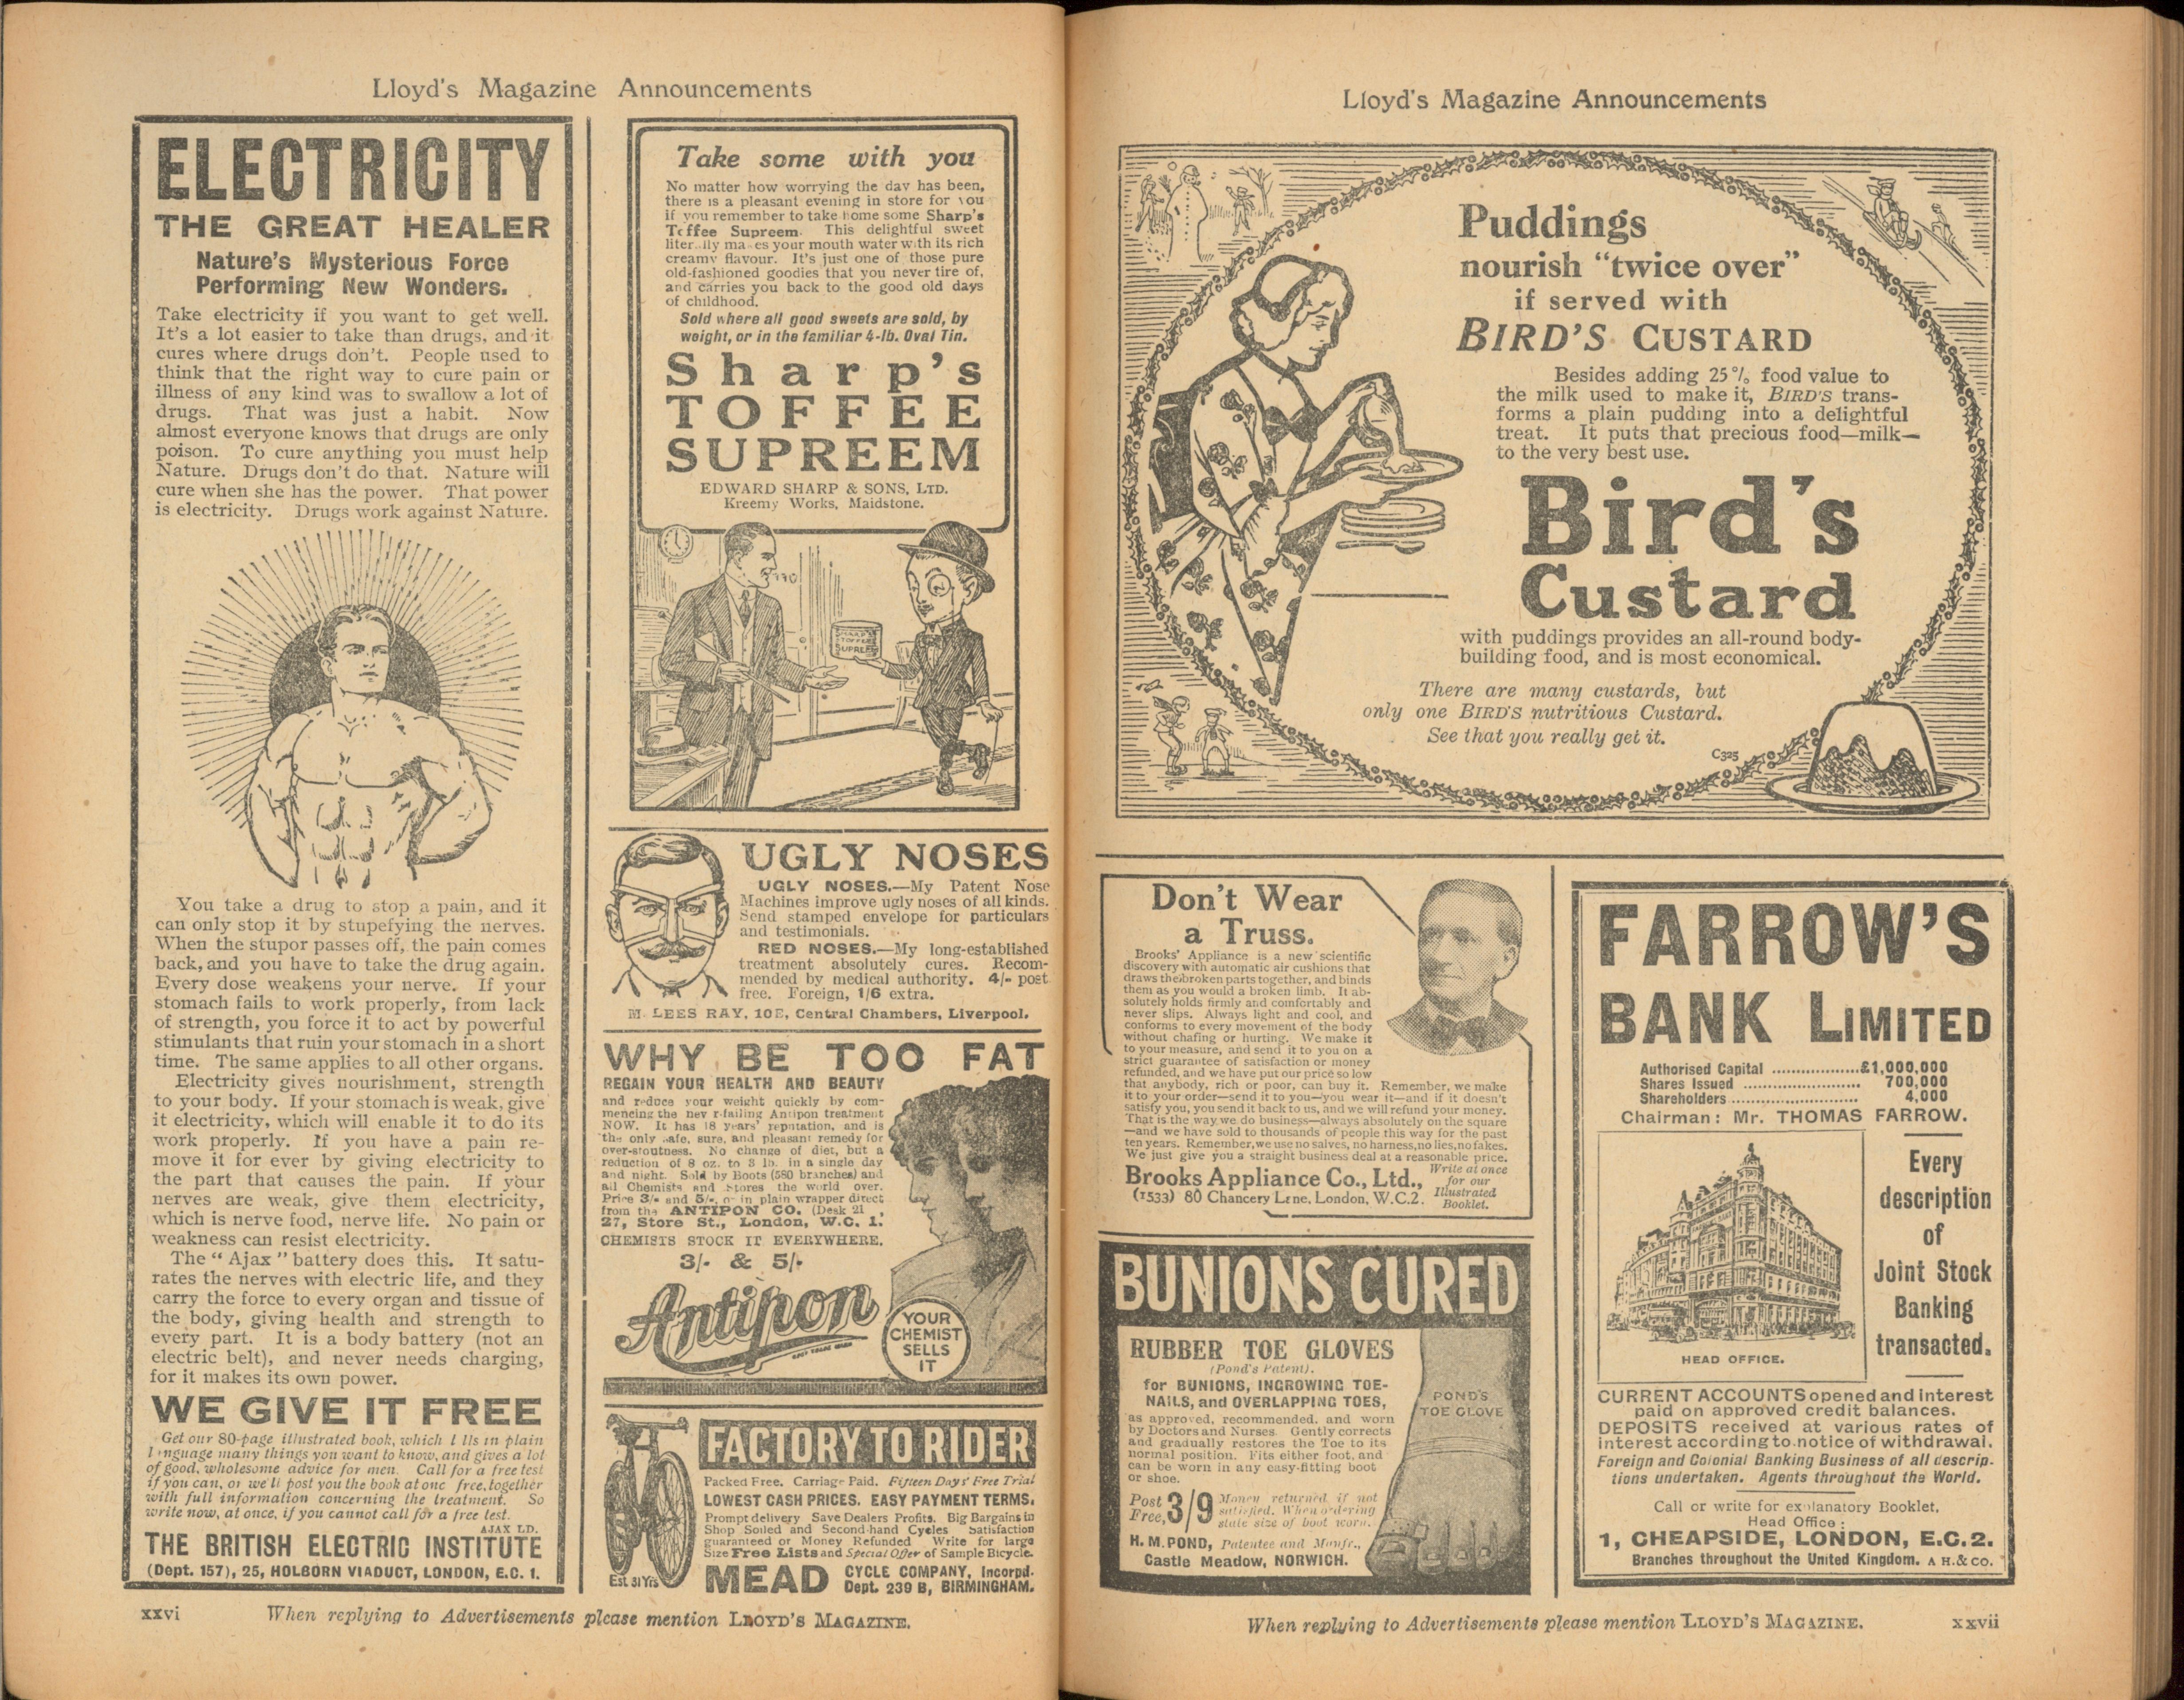 Lloyd's Magazine Announcements
ELECTRICITY
THE GREAT HEALER
Nature's Mysterious Force
Performing New Wonders.
Take electricity if you want to get well.
It's a lot easier to take than drugs, and it
cures where drugs don't. People used to
think that the right way to cure pain or
illness of any kind was to swallow a lot of
drugs. That was just a habit. Now
almost everyone knows that drugs are only
poison. To cure anything you must help
Nature. Drugs don't do that. Nature will
cure when she has the power. That power
is electricity. Drugs work against Nature.
You take a drug to stop a pain, and it
can only stop it by stupefying the nerves.
When the stupor passes off, the pain comes
back, and you have to take the drug again.
Every dose weakens your nerve. If your
stomach fails to work properly, from lack
of strength, you force it to act by powerful
stimulants that ruin your stomach in a short
time. The same applies to all other organs.
Electricity gives nourishment, strength
to your body. If your stomach is weak, give
it electricity, which will enable it to do its
work properly. If you have a pain re-
move it for ever by giving electricity to
the part that causes the pain. If your
nerves are weak, give them electricity,
which is nerve food, nerve life. No pain or
weakness can resist electricity.
The "Ajax" battery does this. It satu-
rates the nerves with electric life, and they
carry the force to every organ and tissue of
the body, giving health and strength to
every part. It is a body battery (not an
electric belt), and never needs charging,
for it makes its own power.
WE GIVE IT FREE
Get our 80-page illustrated book, which t lls in plain
l nguage many things you want to know, and gives a lot
of good, wholesome advice for men. Call for a free test
if you can, or we'll post you the book at once free, together
with full information concerning the treatment. So
write now, at once, if you cannot call for a free test.
AJAX LD.
THE BRITISH ELECTRIC INSTITUTE
(Dept. 157), 25, HOLBORN VIADUCT, LONDON, E.C. 1.
Take some with you
No matter how worrying the day has been,
there is a pleasant evening in store for you
if you remember to take home some Sharp's
Toffee Supreem. This delightful sweet
literally makes your mouth water with its rich
creamy flavour. It's just one of those pure
old-fashioned goodies that you never tire of,
and carries you back to the good old days
of childhood.
Sold where all good sweets are sold, by
weight, or in the familiar 4-lb. Oval Tin.
Sharp's
TOFFEE
SUPREEM
EDWARD SHARP & SONS, LTD.
Kreemy Works, Maidstone.
SHARP'S
TOFFEE
SUPREEM
UGLY NOSES
UGLY NOSES.—My Patent Nose
Machines improve ugly noses of all kinds.
Send stamped envelope for particulars
and testimonials.
RED NOSES.—My long-established
treatment absolutely cures. Recom-
mended by medical authority. 4/- post
free. Foreign, 1/6 extra.
M. LEES RAY, 10E, Central Chambers, Liverpool.
WHY BE TOO FAT
REGAIN YOUR HEALTH AND BEAUTY
and reduce your weight quickly by com-
mencing the never-failing Antipon treatment
NOW. It has 18 years' reputation, and is
the only safe, sure, and pleasant remedy for
over-stoutness. No change of diet, but a
reduction of 8 oz. to 3 lb. in a single day
and night. Sold by Boots (580 branches) and
all Chemists and Stores the world over.
Price 3/- and 5/-, or in plain wrapper direct
from the ANTIPON CO. (Desk 21 ,
27, Store St., London, W.C. 1.
CHEMISTS STOCK IT EVERYWHERE.
3/- & 5/-
Antipon
YOUR
CHEMIST
SELLS
IT
FACTORY TO RIDER
Packed Free. Carriage Paid. Fifteen Days' Free Trial
LOWEST CASH PRICES. EASY PAYMENT TERMS.
Prompt delivery Save Dealers Profits. Big Bargains in
Shop Soiled and Second-hand Cycles Satisfaction
guaranteed or Money Refunded Write for large
Size Free Lists and Special Offer of Sample Bicycle.
MEAD CYCLE COMPANY, Incorpd.
Dept. 239 B, BIRMINGHAM.
Est. 31 Yrs
xxvi When replying to Advertisements please mention LLOYD'S MAGAZINE.
Lloyd's Magazine Announcements
Puddings
nourish "twice over"
if served with
BIRD'S CUSTARD
Besides adding 25% food value to
the milk used to make it, BIRD'S trans-
forms a plain pudding into a delightful
treat. It puts that precious food—milk—
to the very best use.
Bird's
Custard
with puddings provides an all-round body-
building food, and is most economical.
There are many custards, but
only one BIRD'S nutritious Custard.
See that you really get it.
C325
Don't Wear
a Truss.
Brooks' Appliance is a new scientific
discovery with automatic air cushions that
draws the broken parts together, and binds
them as you would a broken limb. It ab-
solutely holds firmly and comfortably and
never slips. Always light and cool, and
conforms to every movement of the body
without chafing or hurting. We make it
to your measure, and send it to you on a
strict guarantee of satisfaction or money
refunded, and we have put our price so low
that anybody, rich or poor, can buy it. Remember, we make
it to your order—send it to you—you wear it—and if it doesn't
satisfy you, you send it back to us, and we will refund your money.
That is the way we do business—always absolutely on the square
—and we have sold to thousands of people this way for the past
ten years. Remember, we use no salves, no harness, no lies, no fakes.
We just give you a straight business deal at a reasonable price.
Brooks Appliance Co., Ltd.,
(1533) 80 Chancery Lane, London, W.C.2.
Write at once
for our
Illustrated
Booklet.
BUNIONS CURED
RUBBER TOE GLOVES
(Pond's Patent).
for BUNIONS, INGROWING TOE-
NAILS, and OVERLAPPING TOES,
as approved, recommended, and worn
by Doctors and Nurses. Gently corrects
and gradually restores the Toe to its
normal position. Fits either foot, and
can be worn in any easy-fitting boot
or shoe.
Post
Free, 3/9
Money returned if not
satisfied. When ordering
state size of boot worn.
H. M. POND, Patentee and Manfr.,
Castle Meadow, NORWICH.
POND'S
TOE GLOVE
FARROW'S
BANK LIMITED
Authorised Capital .................£1,000,000
Shares Issued ....................... 700,000
Shareholders ......................... 4,000
Chairman: Mr. THOMAS FARROW.
HEAD OFFICE.
Every
description
of
Joint Stock
Banking
transacted.
CURRENT ACCOUNTS opened and interest
paid on approved credit balances.
DEPOSITS received at various rates of
interest according to notice of withdrawal.
Foreign and Colonial Banking Business of all descrip-
tions undertaken. Agents throughout the World.
Call or write for explanatory Booklet.
Head Office:
1, CHEAPSIDE, LONDON, E.C.2.
Branches throughout the United Kingdom. A H.& CO.
When replying to Advertisements please mention LLOYD'S MAGAZINE. xxvii